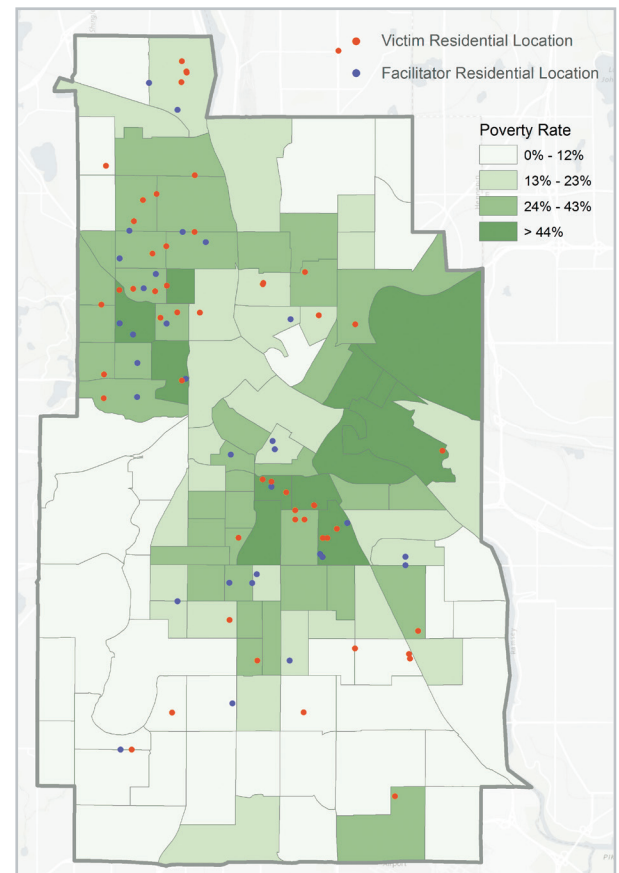 Victim Residential Location
Facilitator Residential Location
Poverty Rate
0% - 12%
13% - 23%
24% - 43%
> 44%